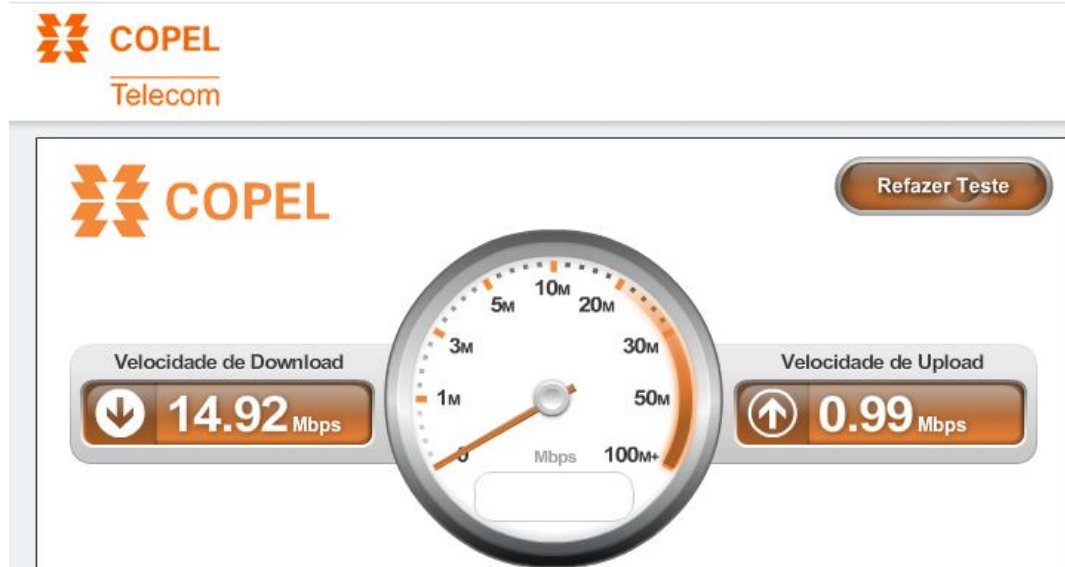 COPEL
Telecom
COPEL
Refazer Teste
Velocidade de Download
14.92 Mbps
0
1M
3M
5M
10M
20M
30M
50M
100M+
Mbps
Velocidade de Upload
0.99 Mbps